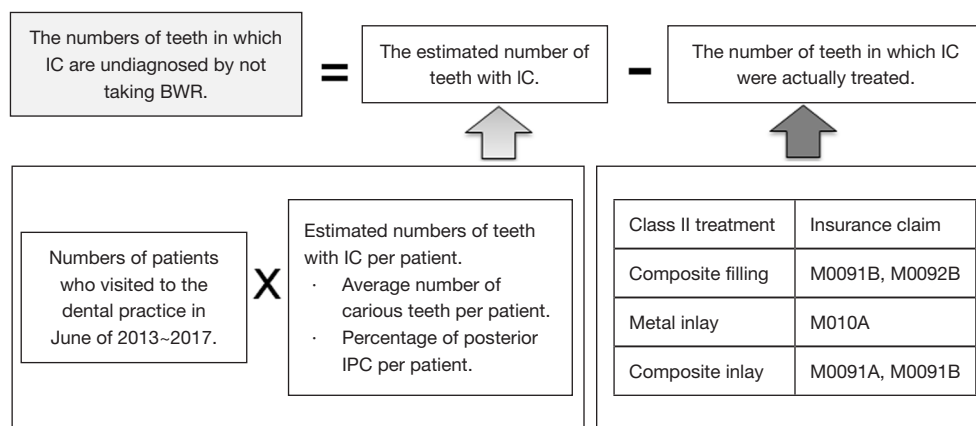 The numbers of teeth in which
IC are undiagnosed by not
taking BWR.
=
The estimated number of
teeth with IC.
–
The number of teeth in which IC
were actually treated.
Numbers of patients
who visited to the
dental practice in
June of 2013~2017.
X
Estimated numbers of teeth
with IC per patient.
· Average number of
carious teeth per patient.
· Percentage of posterior
IPC per patient.
Class II treatment Insurance claim
Composite filling M0091B, M0092B
Metal inlay M010A
Composite inlay M0091A, M0091B